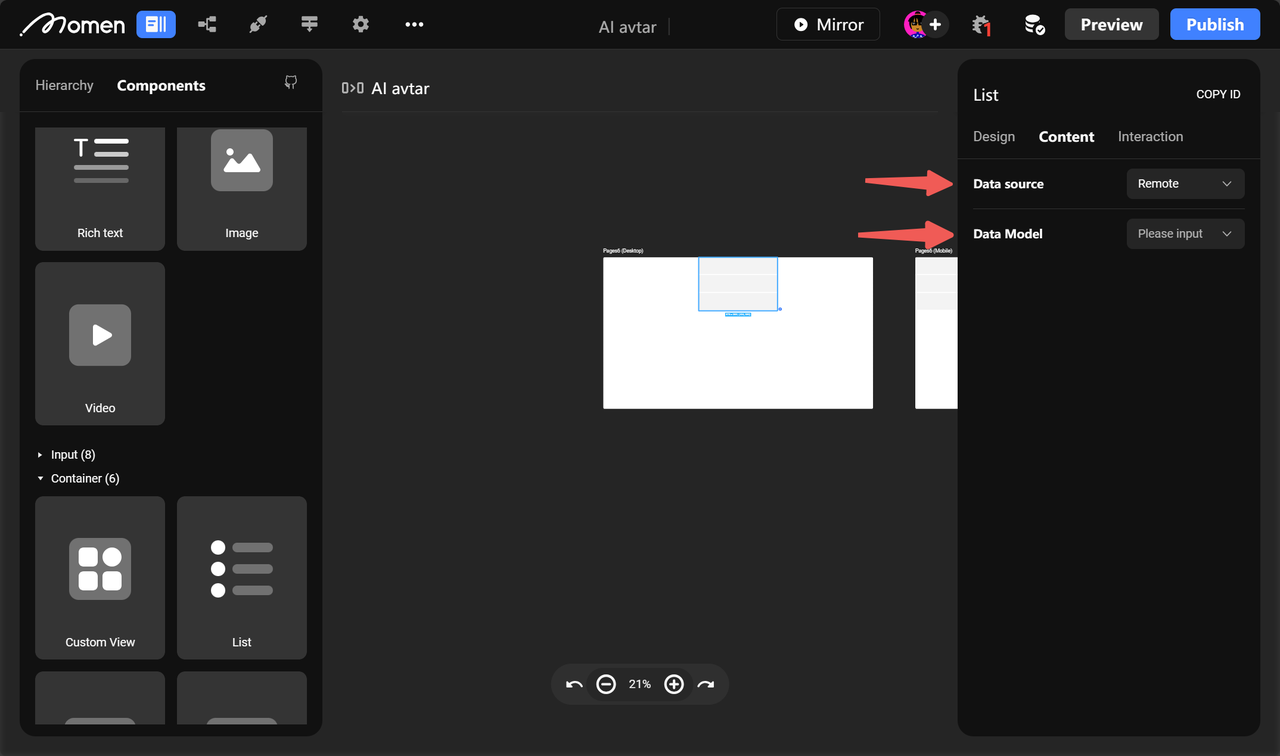 Momen
AI avtar
Mirror
1
Preview
Publish
Hierarchy
Components
AI avtar
List
COPY ID
Design
Content
Interaction
Data source
Remote
Data Model
Please input
Rich text
Image
Video
Pages6 (Desktop)
Pages6 (Mobile)
Input (8)
Container (6)
Custom View
List
21%